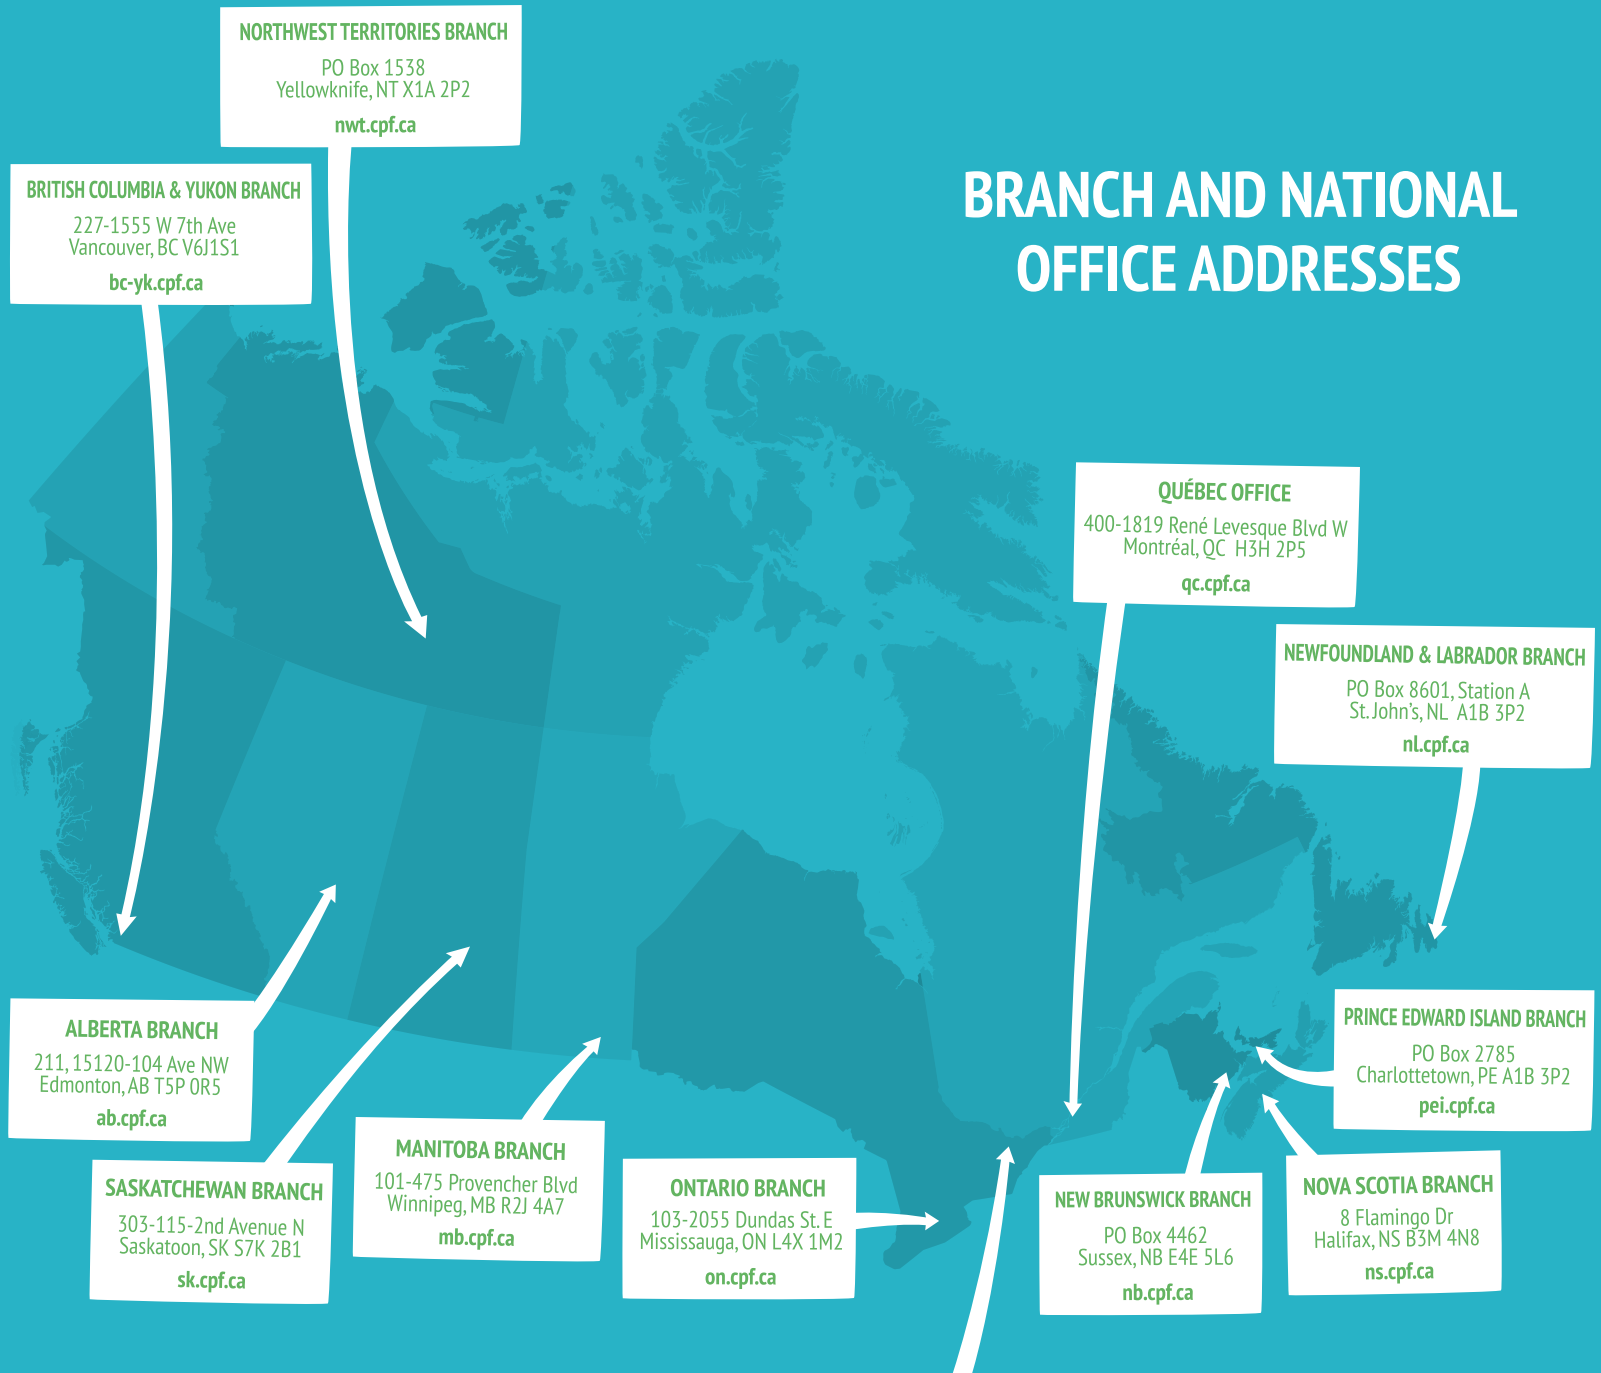 NORTHWEST TERRITORIES BRANCH
PO Box 1538
Yellowknife, NT X1A 2P2
nwt.cpf.ca
BRITISH COLUMBIA & YUKON BRANCH
227-1555 W 7th Ave
Vancouver, BC V6J1S1
bc-yk.cpf.ca
BRANCH AND NATIONAL
OFFICE ADDRESSES
QUÉBEC OFFICE
400-1819 René Levesque Blvd W
Montréal, QC H3H 2P5
qc.cpf.ca
NEWFOUNDLAND & LABRADOR BRANCH
PO Box 8601, Station A
St. John's, NL A1B 3P2
nl.cpf.ca
PRINCE EDWARD ISLAND BRANCH
PO Box 2785
Charlottetown, PE A1B 3P2
pei.cpf.ca
ALBERTA BRANCH
211, 15120-104 Ave NW
Edmonton, AB T5P 0R5
ab.cpf.ca
SASKATCHEWAN BRANCH
303-115-2nd Avenue N
Saskatoon, SK S7K 2B1
sk.cpf.ca
MANITOBA BRANCH
101-475 Provencher Blvd
Winnipeg, MB R2J 4A7
mb.cpf.ca
ONTARIO BRANCH
103-2055 Dundas St. E
Mississauga, ON L4X 1M2
on.cpf.ca
NEW BRUNSWICK BRANCH
PO Box 4462
Sussex, NB E4E 5L6
nb.cpf.ca
NOVA SCOTIA BRANCH
8 Flamingo Dr
Halifax, NS B3M 4N8
ns.cpf.ca